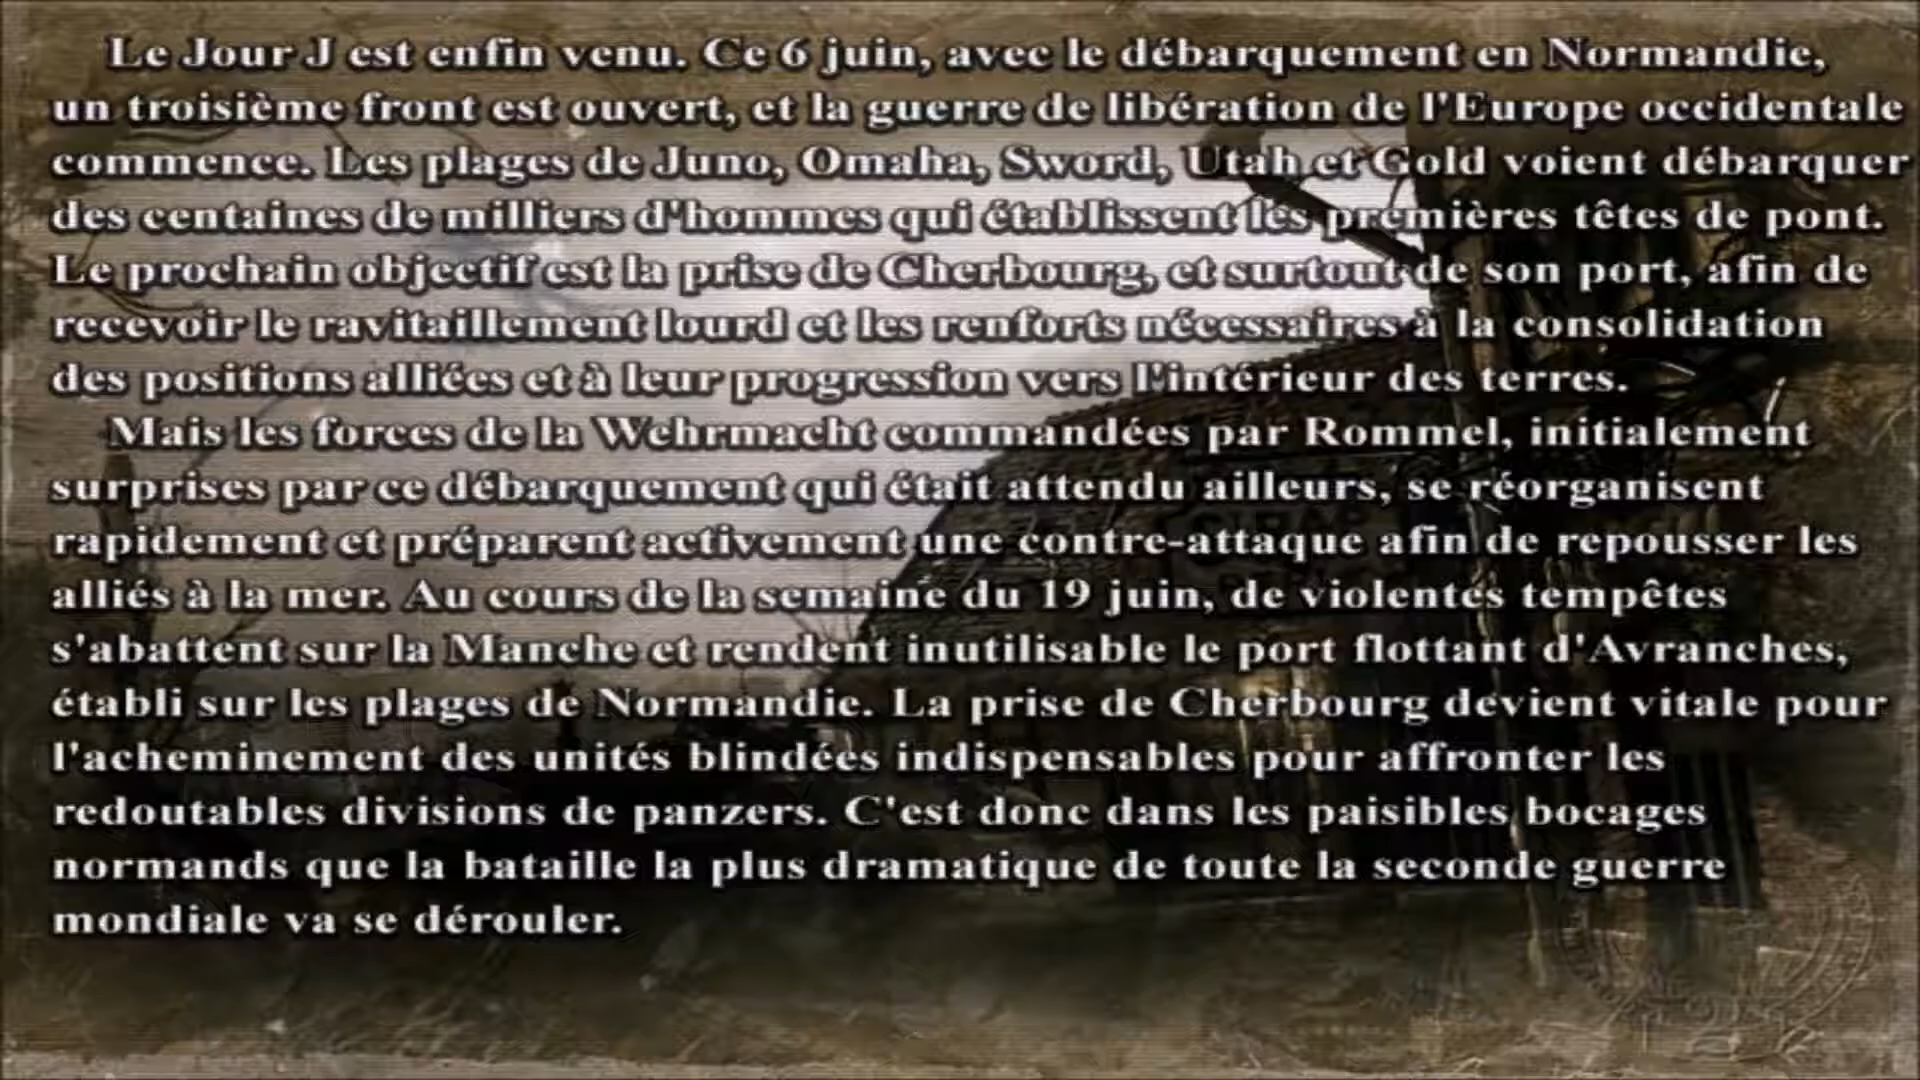 Le Jour J est enfin venu. Ce 6 juin, avec le débarquement en Normandie,
un troisième front est ouvert, et la guerre de libération de l'Europe occidentale
commence. Les plages de Juno, Omaha, Sword, Utah et Gold voient débarquer
des centaines de milliers d'hommes qui établissent les premières têtes de pont.
Le prochain objectif est la prise de Cherbourg, et surtout de son port, afin de
recevoir le ravitaillement lourd et les renforts nécessaires à la consolidation
des positions alliées et à leur progression vers l'intérieur des terres.
Mais les forces de la Wehrmacht commandées par Rommel, initialement
surprises par ce débarquement qui était attendu ailleurs, se réorganisent
rapidement et préparent activement une contre-attaque afin de repousser les
alliés à la mer. Au cours de la semaine du 19 juin, de violentes tempêtes
s'abattent sur la Manche et rendent inutilisable le port flottant d'Avranches,
établi sur les plages de Normandie. La prise de Cherbourg devient vitale pour
l'acheminement des unités blindées indispensables pour affronter les
redoutables divisions de panzers. C'est donc dans les paisibles bocages
normands que la bataille la plus dramatique de toute la seconde guerre
mondiale va se dérouler.